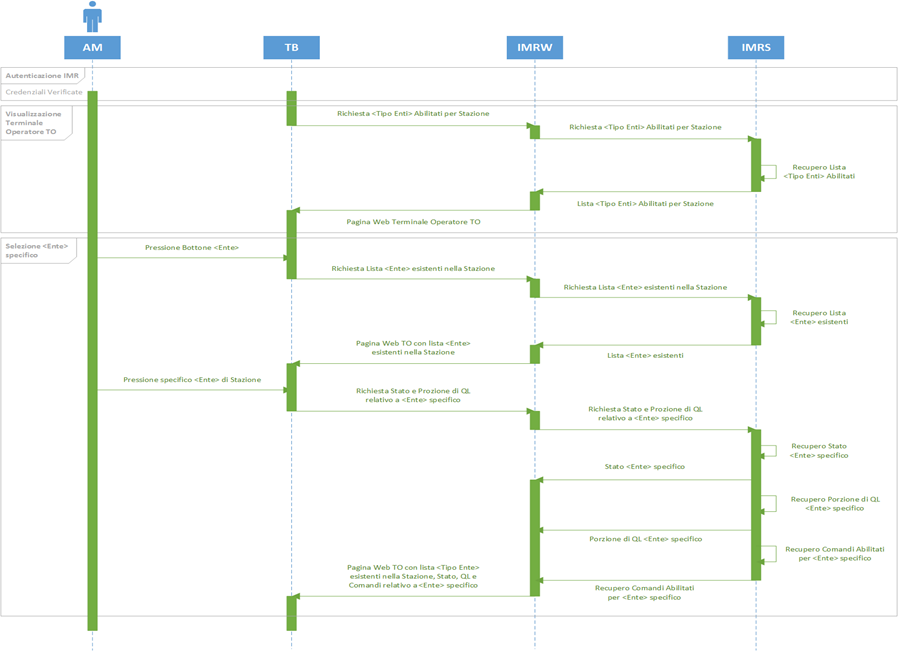 AM
TB
IMRW
IMRS
Autenticazione IMR
Credenziali Verificate
Visualizzazione
Terminale
Operatore TO
Richiesta <Tipo Enti> Abilitati per Stazione
Richiesta <Tipo Enti> Abilitati per Stazione
Recupero Lista
<Tipo Enti> Abilitati
Lista <Tipo Enti> Abilitati per Stazione
Pagina Web Terminale Operatore TO
Selezione <Ente>
specifico
Pressione Bottone <Ente>
Richiesta Lista <Ente> esistenti nella Stazione
Richiesta Lista <Ente> esistenti nella Stazione
Recupero Lista
<Ente> esistenti
Pagina Web TO con lista <Ente>
esistenti nella Stazione
Lista <Ente> esistenti
Pressione specifico <Ente> di Stazione
Richiesta Stato e Prozione di QL
relativo a <Ente> specifico
Richiesta Stato e Prozione di QL
relativo a <Ente> specifico
Recupero Stato
<Ente> specifico
Stato <Ente> specifico
Recupero Porzione di QL
<Ente> specifico
Porzione di QL <Ente> specifico
Recupero Comandi Abilitati
per <Ente> specifico
Pagina Web TO con lista <Tipo Ente>
esistenti nella Stazione, Stato, QL e
Comandi relativo a <Ente> specifico
Recupero Comandi Abilitati
per <Ente> specifico